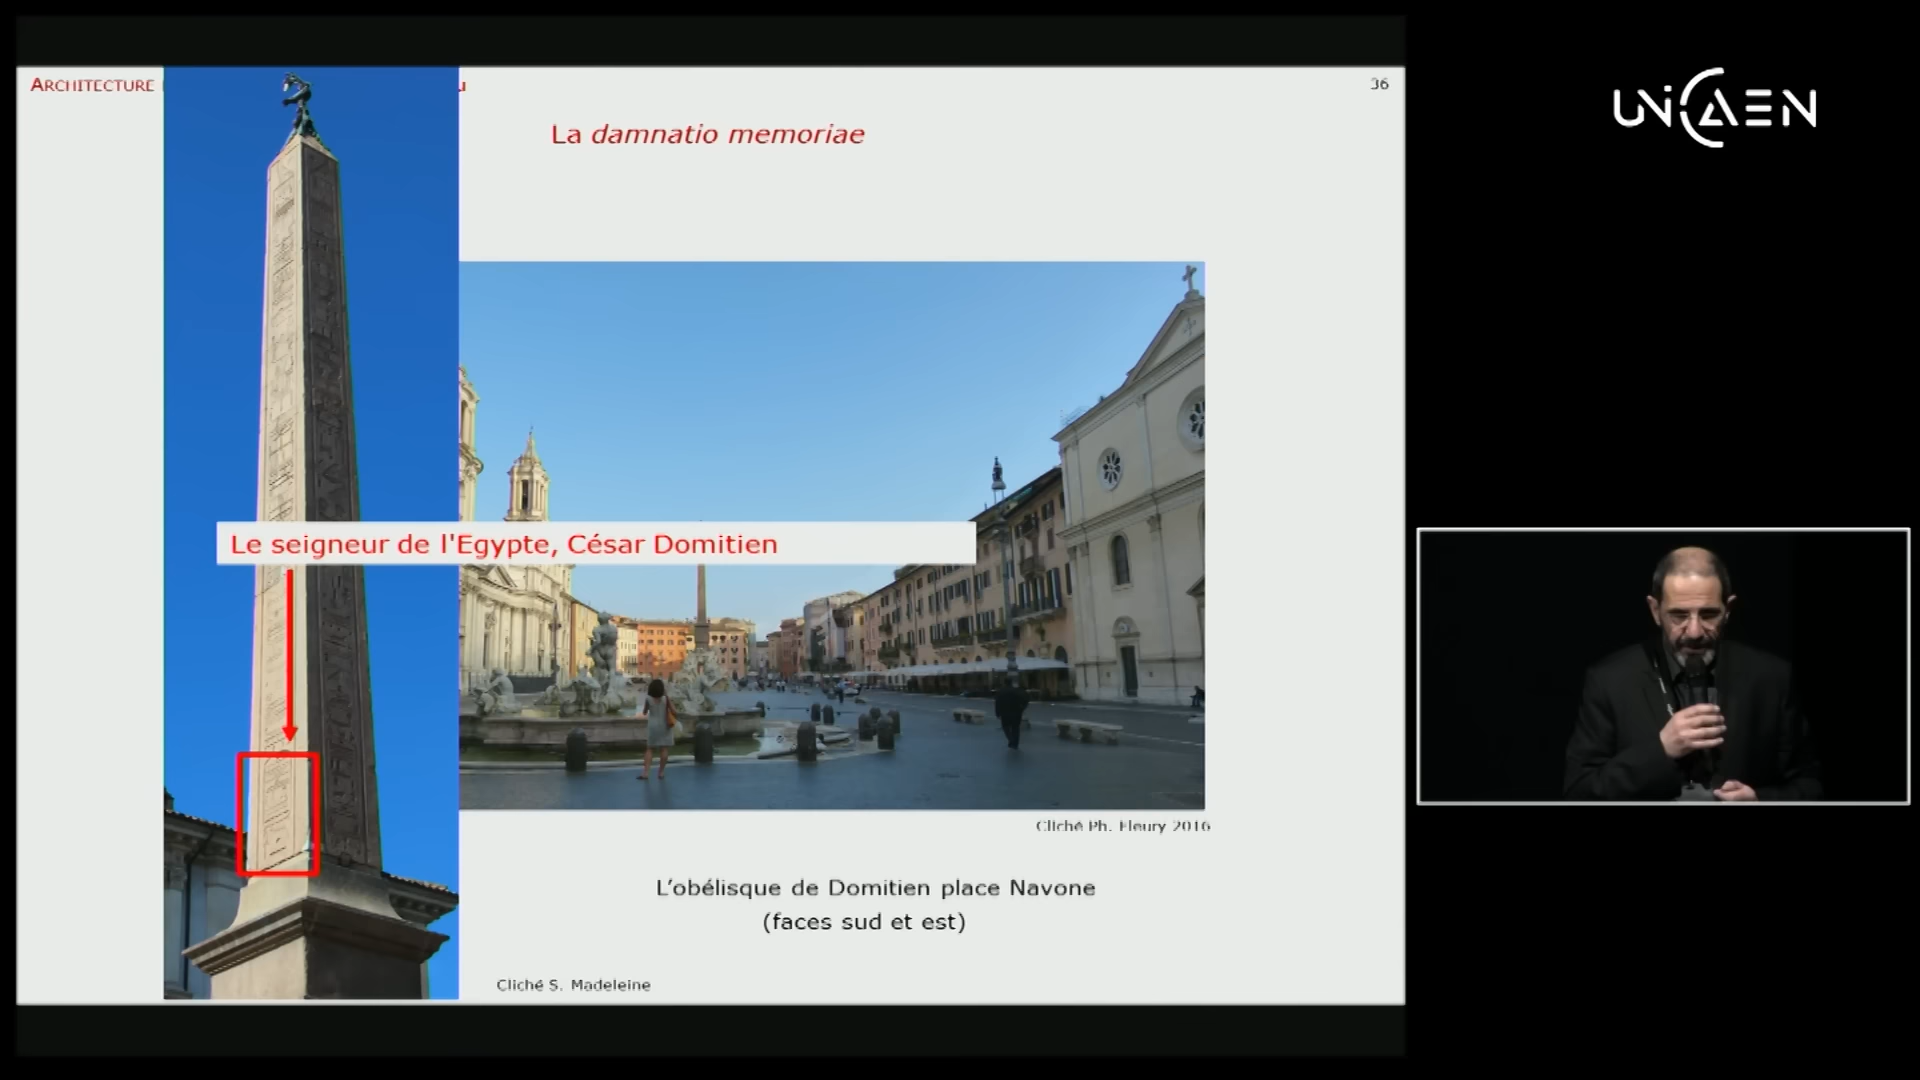 ARCHITECTURE
36
La damnatio memoriae
UNICAEN
Le seigneur de l'Egypte, César Domitien
Cliché Ph. Fleury 2016
L'obélisque de Domitien place Navone
(faces sud et est)
Cliché S. Madeleine